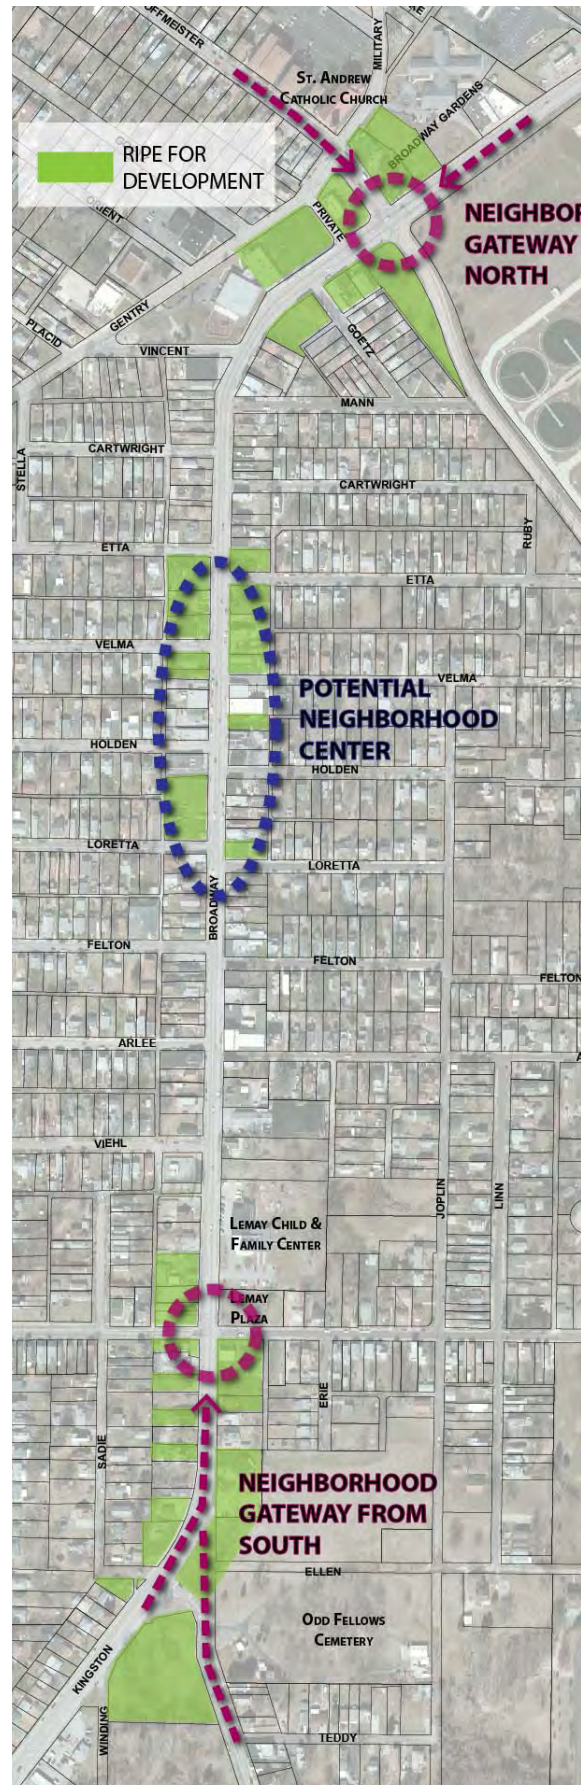 OFFMEISTER
MILITARY
ST. ANDREW
CATHOLIC CHURCH
BROADWAY GARDENS
RIPE FOR
DEVELOPMENT
ORIENT
PRIVATE
NEIGHBOR
GATEWAY
NORTH
GENTRY
PLACID
VINCENT
GOETZ
MANN
STELLA
CARTWRIGHT
CARTWRIGHT
RUBY
ETTA
ETTA
VELMA
VELMA
POTENTIAL
NEIGHBORHOOD
CENTER
HOLDEN
HOLDEN
LORETTA
LORETTA
BROADWAY
FELTON
FELTON
FELTON
ARLEE
A
VIEHL
JOPLIN
LINN
LEMAY CHILD &
FAMILY CENTER
LEMAY
PLAZA
ERIE
SADIE
NEIGHBORHOOD
GATEWAY FROM
SOUTH
ELLEN
ODD FELLOWS
CEMETERY
KINGSTON
WINDING
TEDDY